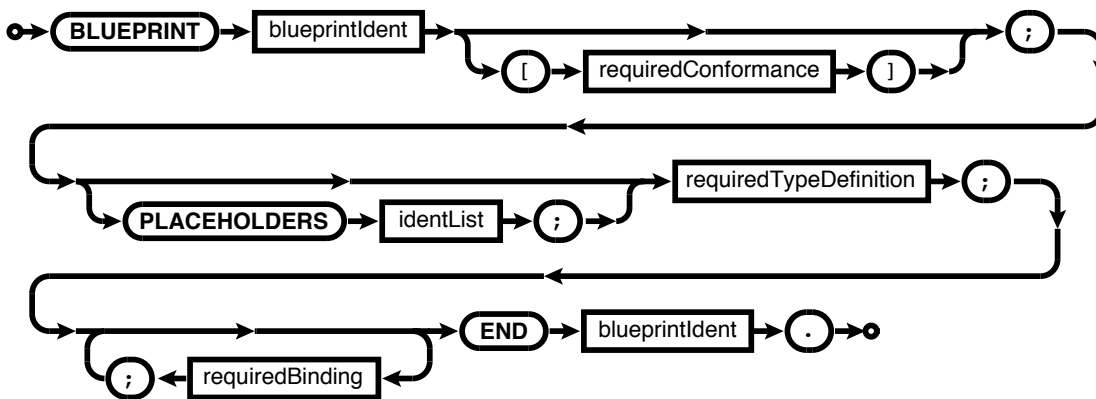 BLUEPRINT blueprintIdent ;
[ requiredConformance ]
requiredTypeDefinition ;
PLACEHOLDERS identList ;
END blueprintIdent .
; requiredBinding